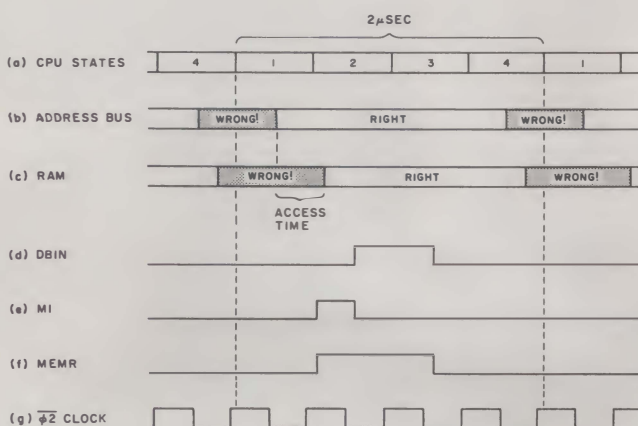 2μSEC
(a) CPU STATES 4 1 2 3 4 1
(b) ADDRESS BUS WRONG! RIGHT WRONG!
(c) RAM WRONG! RIGHT WRONG!
ACCESS
TIME
(d) DBIN
(e) MI
(f) MEMR
(g) φ2 CLOCK